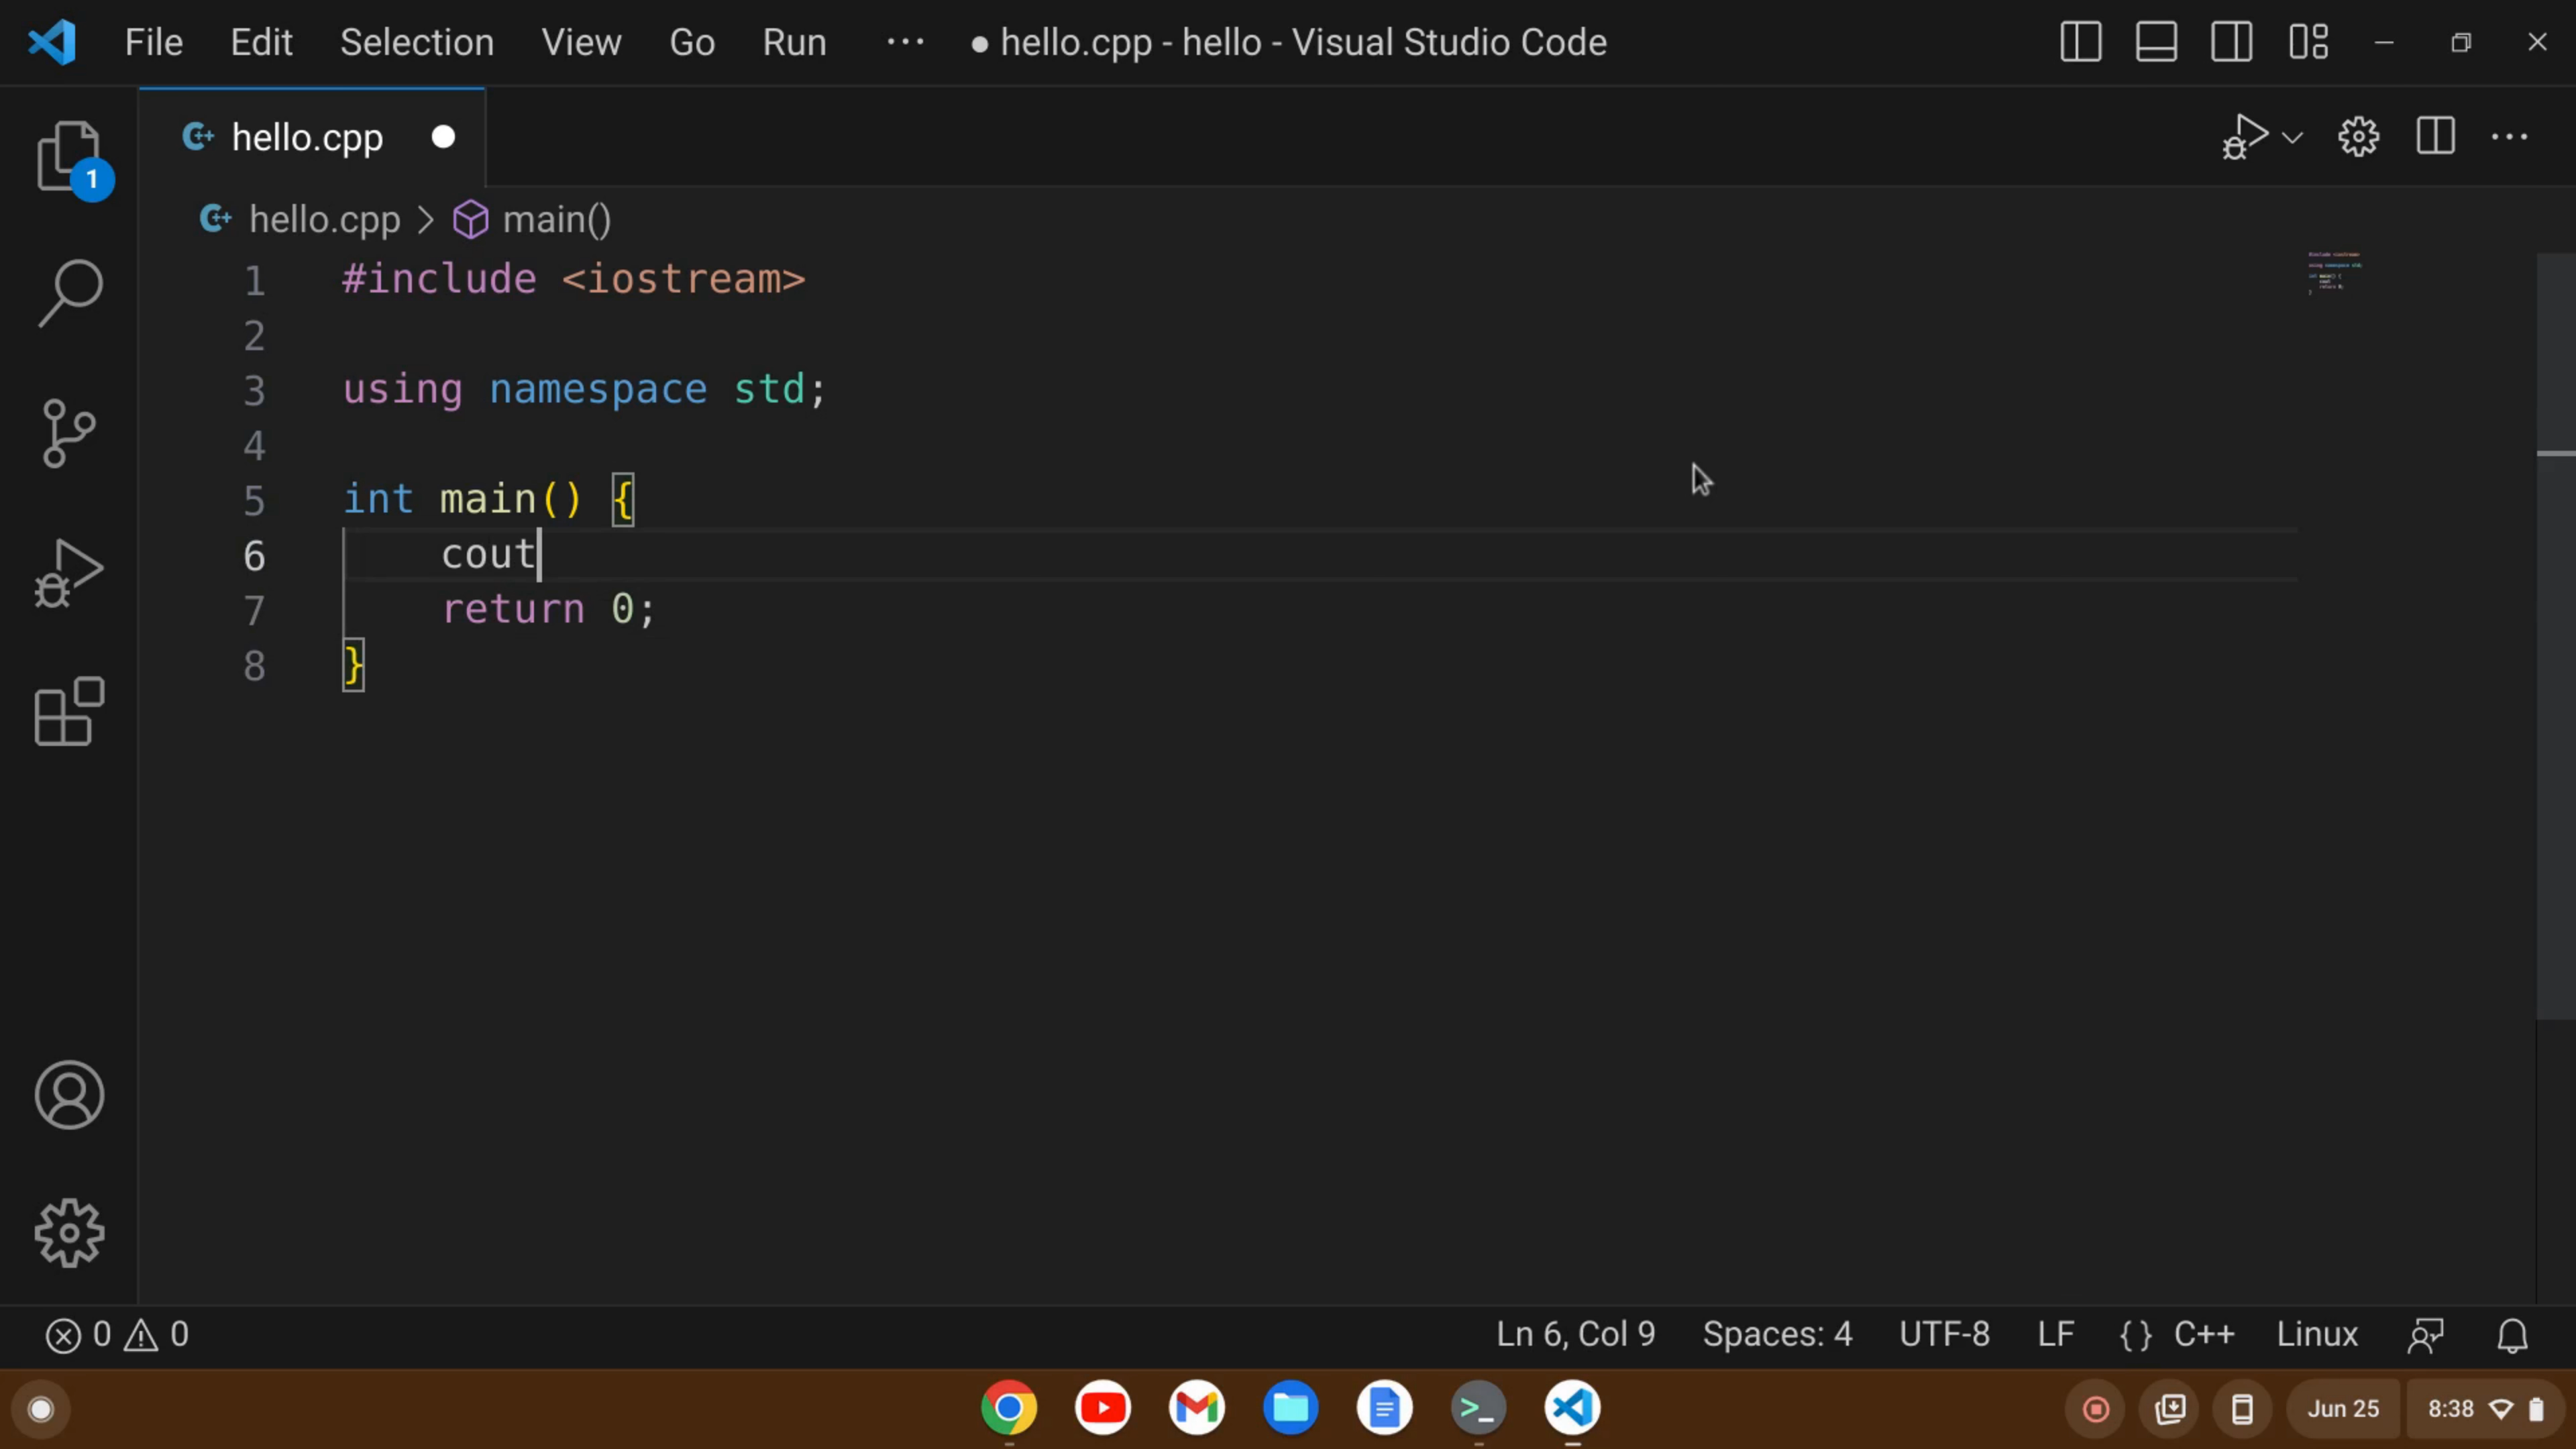 File Edit Selection View Go Run ··· ● hello.cpp - hello - Visual Studio Code
hello.cpp ●
1
hello.cpp > main()
1 #include <iostream>
2
3 using namespace std;
4
5 int main() {
6     cout
7     return 0;
8 }
0 0 Ln 6, Col 9 Spaces: 4 UTF-8 LF {} C++ Linux
Jun 25 8:38